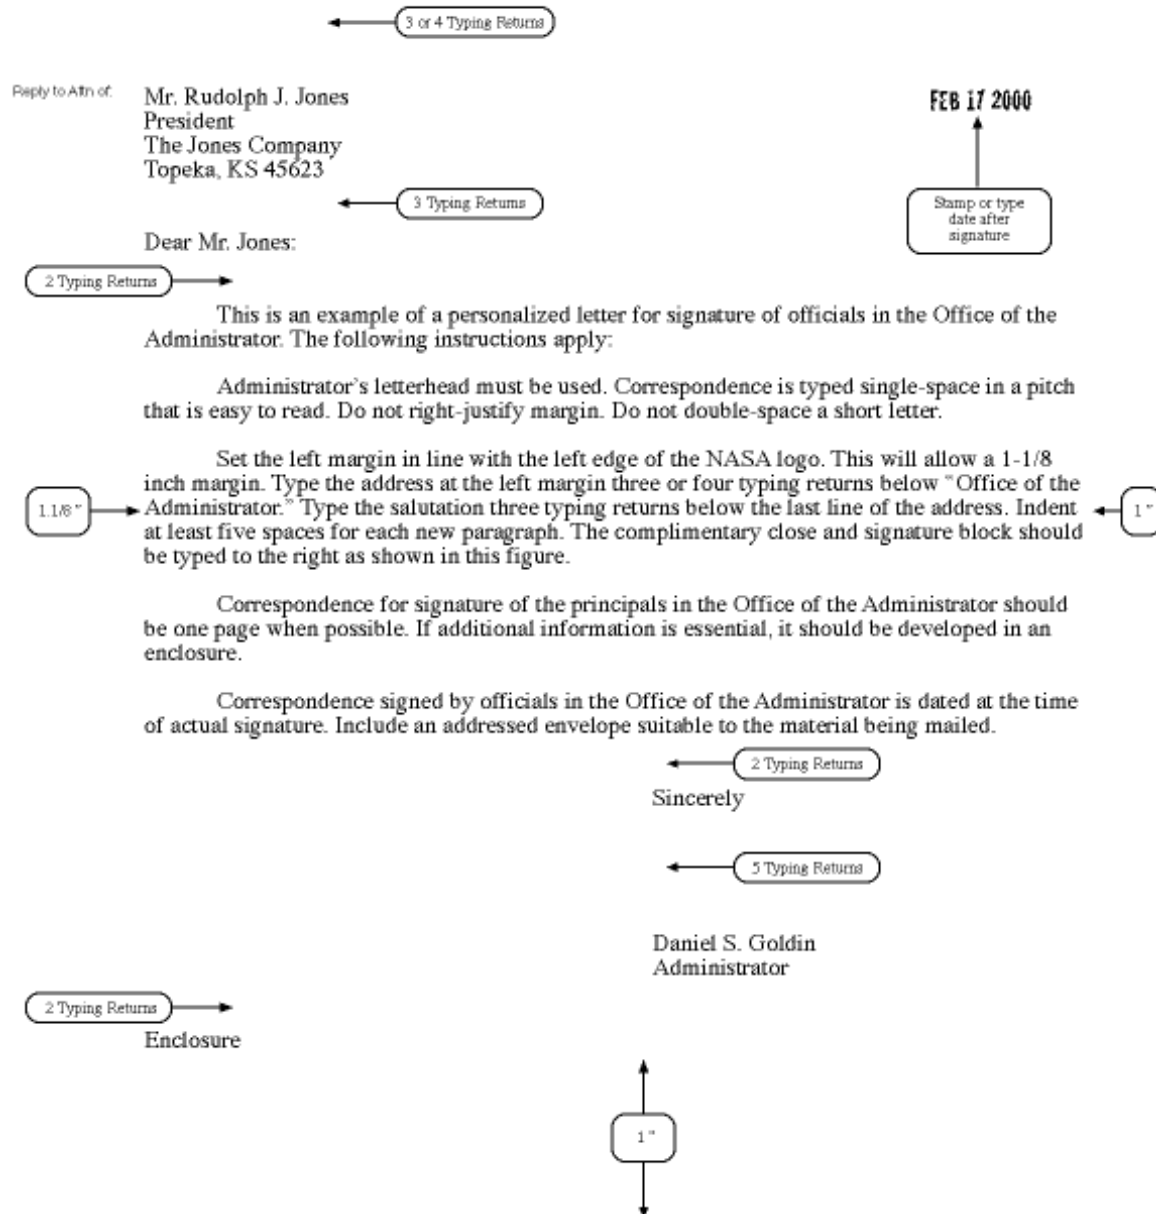 3 or 4 Typing Returns
Reply to Attn of:
Mr. Rudolph J. Jones
President
The Jones Company
Topeka, KS 45623
FEB 17 2000
Stamp or type
date after
signature
3 Typing Returns
Dear Mr. Jones:
2 Typing Returns
This is an example of a personalized letter for signature of officials in the Office of the
Administrator. The following instructions apply:
Administrator's letterhead must be used. Correspondence is typed single-space in a pitch
that is easy to read. Do not right-justify margin. Do not double-space a short letter.
Set the left margin in line with the left edge of the NASA logo. This will allow a 1-1/8
inch margin. Type the address at the left margin three or four typing returns below “Office of the
1.1/8 "
Administrator.” Type the salutation three typing returns below the last line of the address. Indent
1 "
at least five spaces for each new paragraph. The complimentary close and signature block should
be typed to the right as shown in this figure.
Correspondence for signature of the principals in the Office of the Administrator should
be one page when possible. If additional information is essential, it should be developed in an
enclosure.
Correspondence signed by officials in the Office of the Administrator is dated at the time
of actual signature. Include an addressed envelope suitable to the material being mailed.
2 Typing Returns
Sincerely
5 Typing Returns
Daniel S. Goldin
Administrator
2 Typing Returns
Enclosure
1 "